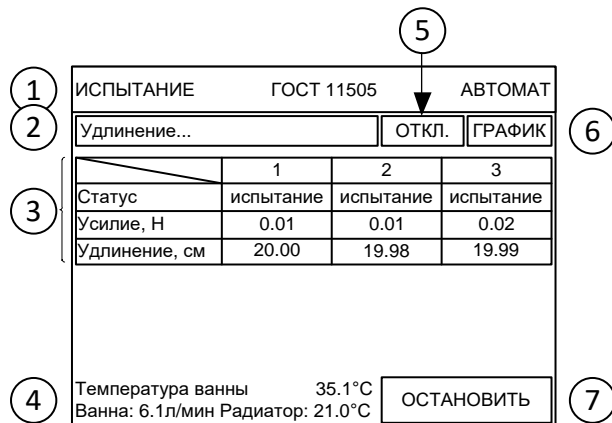 5
1
ИСПЫТАНИЕ ГОСТ 11505 АВТОМАТ
2
Удлинение... ОТКЛ. ГРАФИК
6
3
1 2 3
Статус испытание испытание испытание
Усилие, Н 0.01 0.01 0.02
Удлинение, см 20.00 19.98 19.99
4
Температура ванны 35.1°C
Ванна: 6.1л/мин Радиатор: 21.0°C
ОСТАНОВИТЬ
7